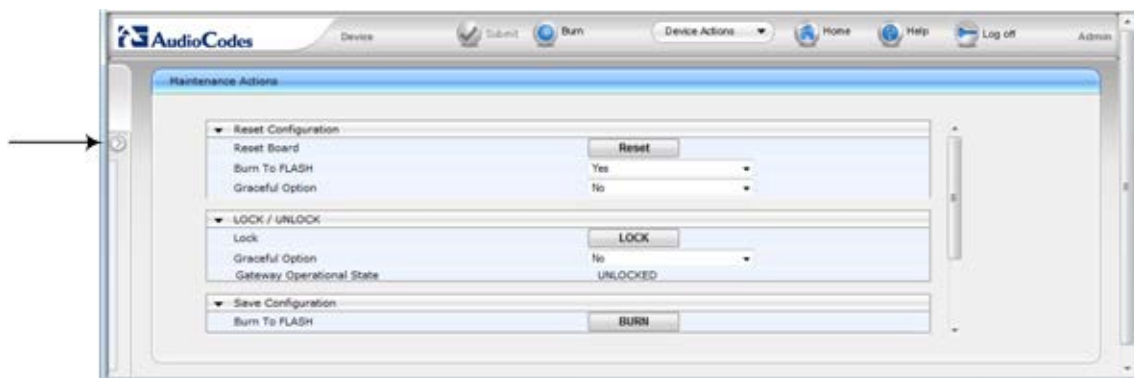 AudioCodes Device Submit Burn Device Actions Home Help Log off Admin
Maintenance Actions
Reset Configuration
Reset Board Reset
Burn To FLASH Yes
Graceful Option No
LOCK / UNLOCK
Lock LOCK
Graceful Option No
Gateway Operational State UNLOCKED
Save Configuration
Burn To FLASH BURN